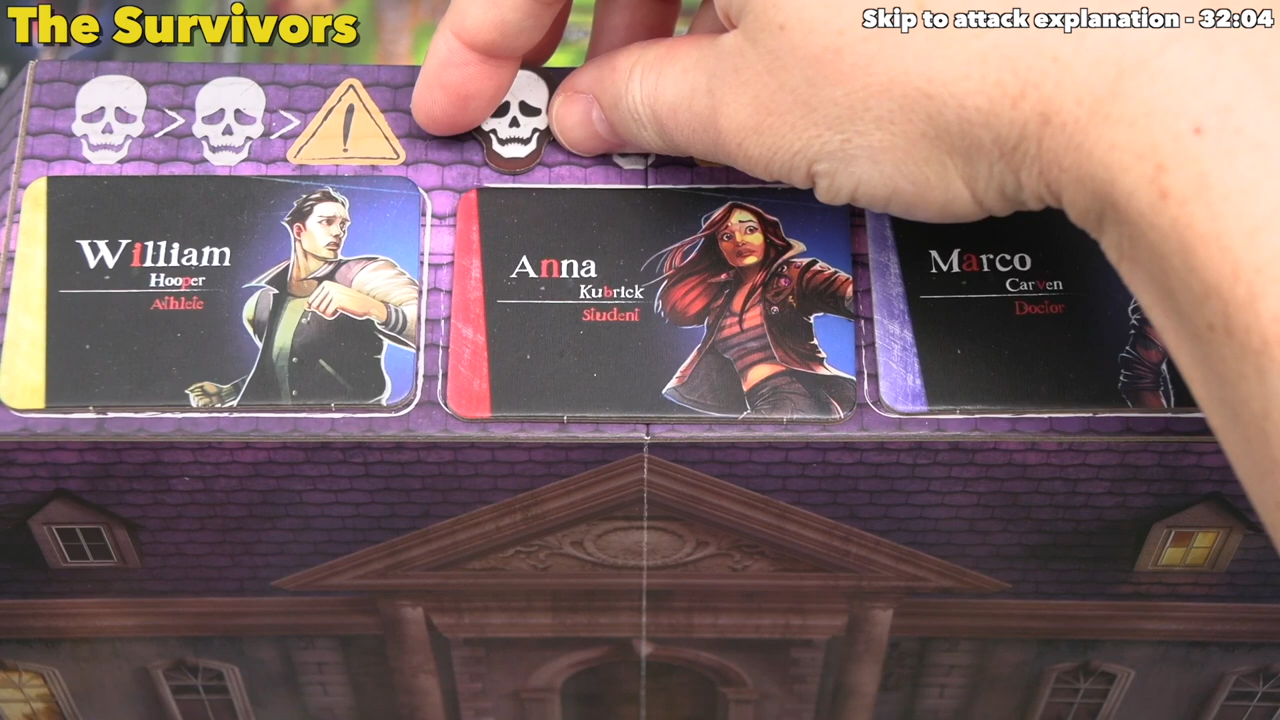 The Survivors
Skip to attack explanation - 32:04
William
Hooper
Athlete
Anna
Kubrick
Student
Marco
Carven
Doctor